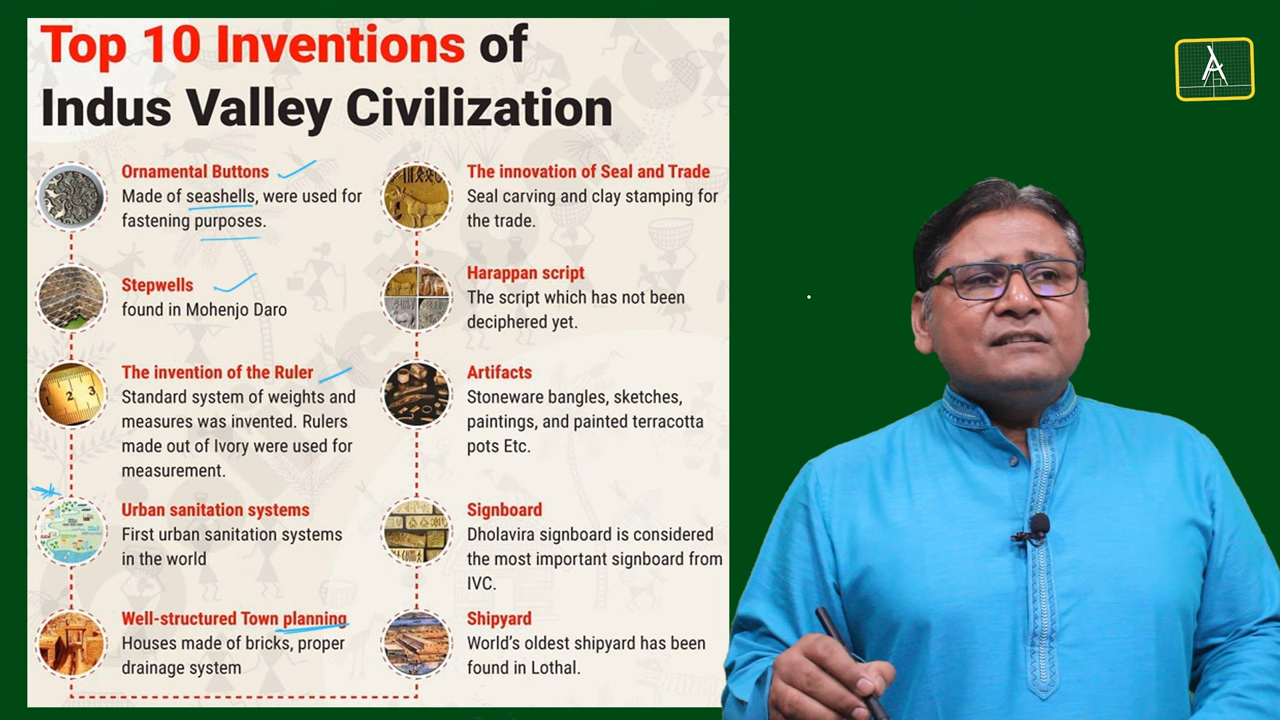 Top 10 Inventions of
Indus Valley Civilization
Ornamental Buttons
Made of seashells, were used for
fastening purposes.
Stepwells
found in Mohenjo Daro
The invention of the Ruler
Standard system of weights and
measures was invented. Rulers
made out of Ivory were used for
measurement.
1 2 3
Urban sanitation systems
First urban sanitation systems
in the world
Well-structured Town planning
Houses made of bricks, proper
drainage system
The innovation of Seal and Trade
Seal carving and clay stamping for
the trade.
Harappan script
The script which has not been
deciphered yet.
Artifacts
Stoneware bangles, sketches,
paintings, and painted terracotta
pots Etc.
Signboard
Dholavira signboard is considered
the most important signboard from
IVC.
Shipyard
World's oldest shipyard has been
found in Lothal.
A